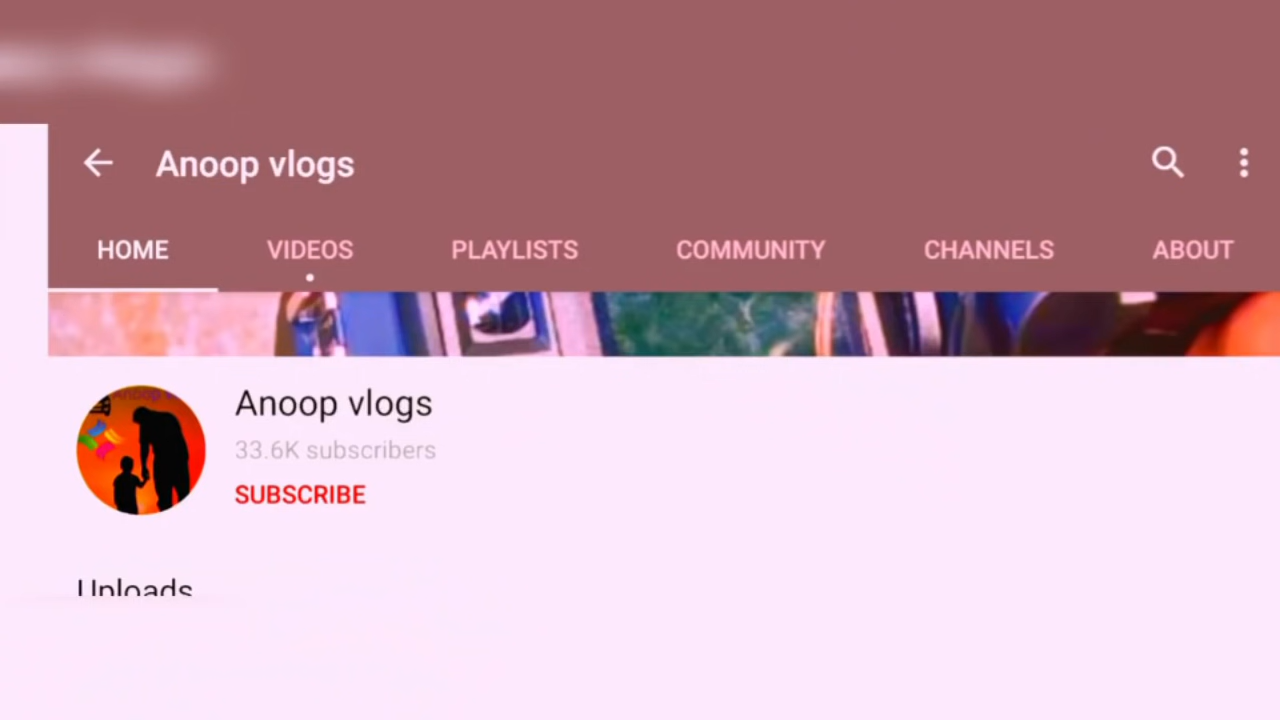 Anoop vlogs
HOME VIDEOS PLAYLISTS COMMUNITY CHANNELS ABOUT
Anoop vlogs
33.6K subscribers
SUBSCRIBE
Uploads